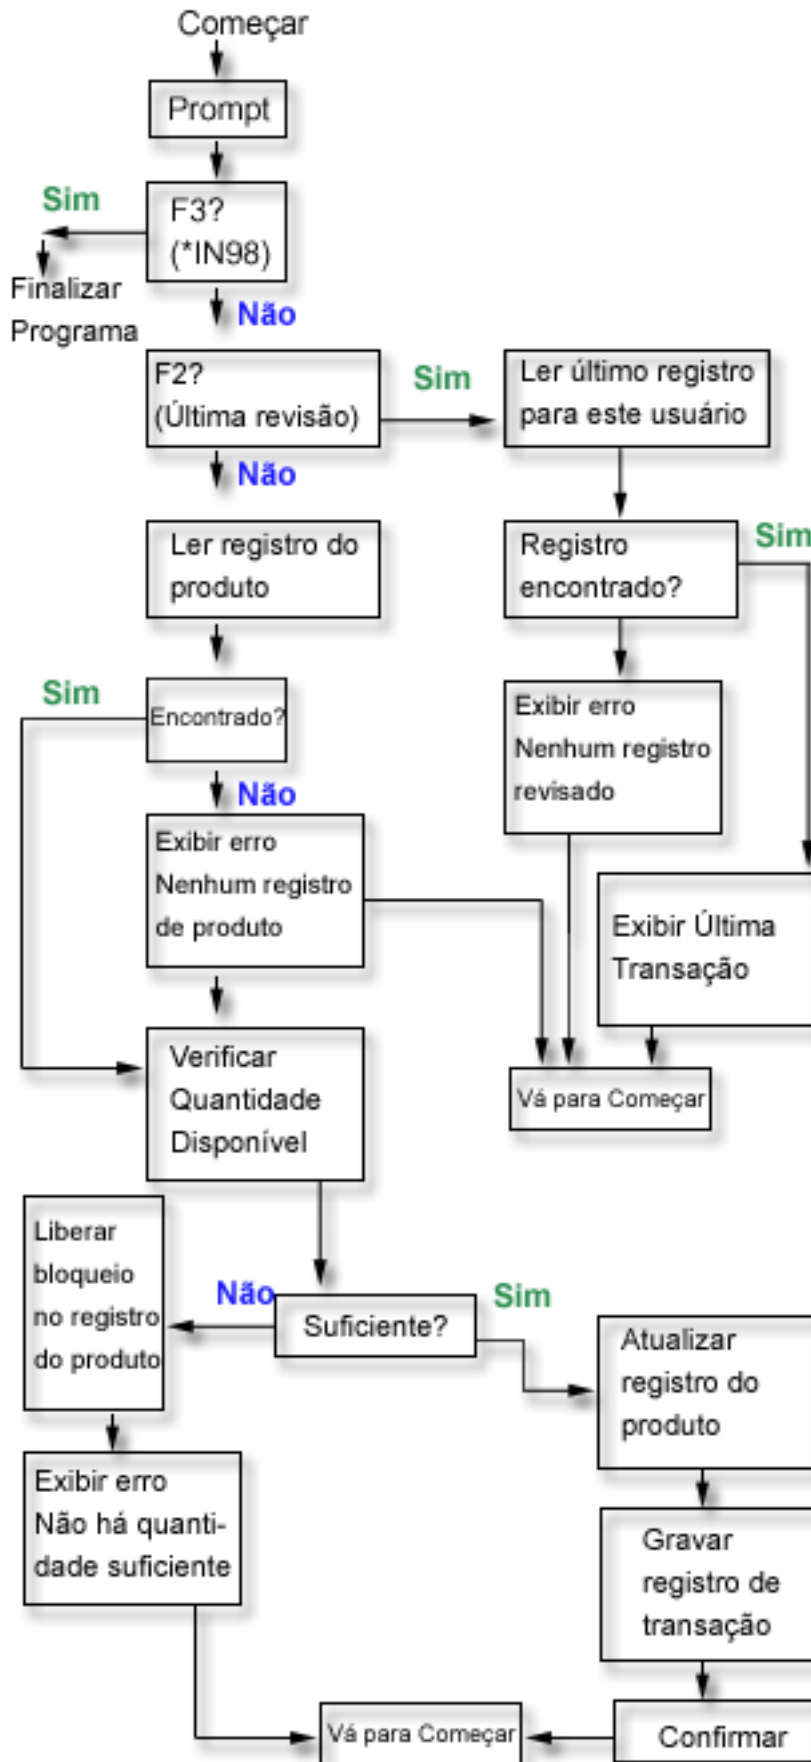 Começar
Prompt
Sim
F3?
(*IN98)
Finalizar
Programa
Não
F2?
(Última revisão)
Sim
Ler último registro
para este usuário
Não
Ler registro do
produto
Registro
encontrado?
Sim
Sim
Encontrado?
Exibir erro
Nenhum registro
revisado
Não
Exibir erro
Nenhum registro
de produto
Exibir Última
Transação
Verificar
Quantidade
Disponível
Vá para Começar
Liberar
bloqueio
no registro
do produto
Não
Suficiente?
Sim
Atualizar
registro do
produto
Exibir erro
Não há quanti-
dade suficiente
Gravar
registro de
transação
Vá para Começar
Confirmar